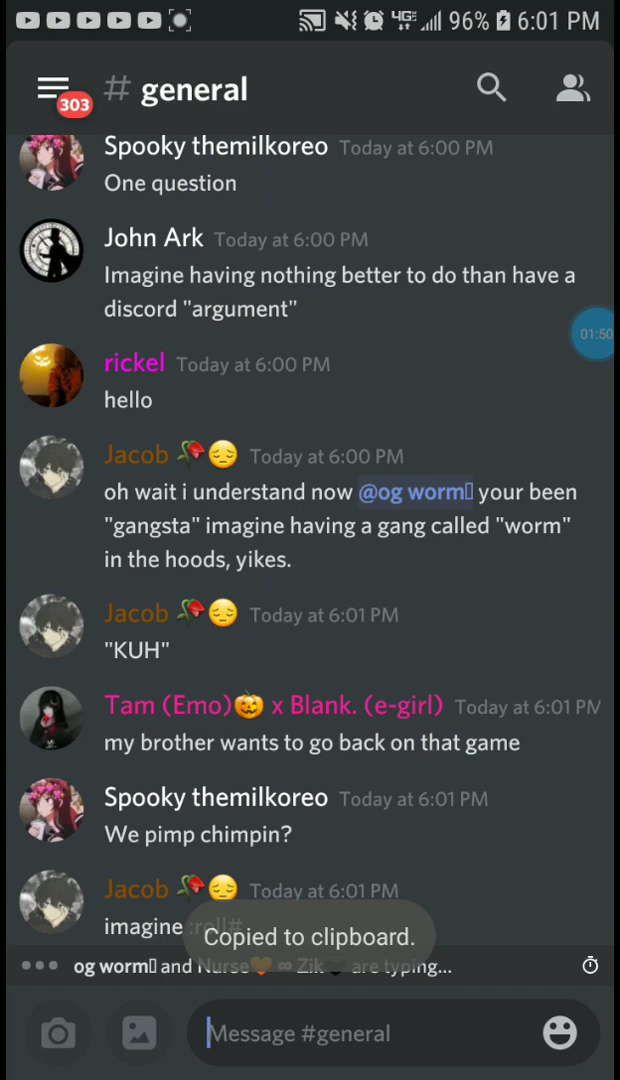 96% 6:01 PM
303
# general
Spooky themilkoreo Today at 6:00 PM
One question
John Ark Today at 6:00 PM
Imagine having nothing better to do than have a
discord "argument"
01:50
rickel Today at 6:00 PM
hello
Jacob 🥀😔 Today at 6:00 PM
oh wait i understand now @og worm▯ your been
"gangsta" imagine having a gang called "worm"
in the hoods, yikes.
Jacob 🥀😔 Today at 6:01 PM
"KUH"
Tam (Emo)🎃 x Blank. (e-girl) Today at 6:01 PM
my brother wants to go back on that game
Spooky themilkoreo Today at 6:01 PM
We pimp chimpin?
Jacob 🥀😔 Today at 6:01 PM
imagine :roll#
Copied to clipboard.
og worm▯ and Nurse🧡 ∞ Zik🖤 are typing...
Message #general